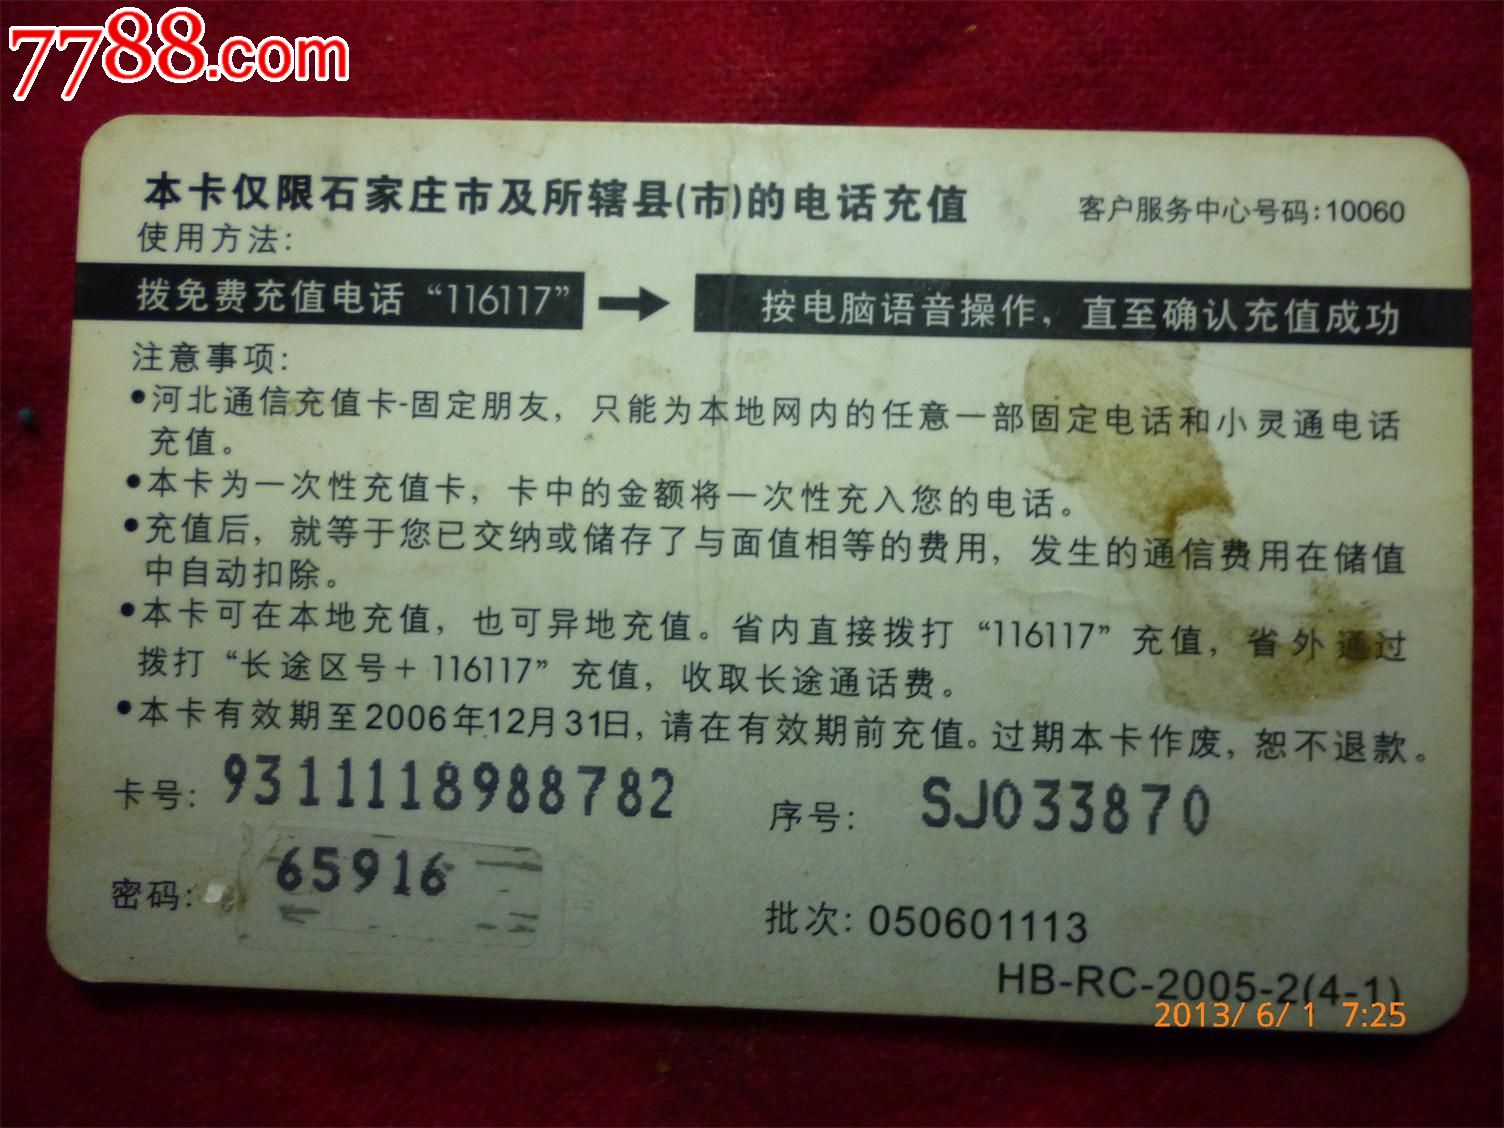 7788.com
本卡仅限石家庄市及所辖县(市)的电话充值
客户服务中心号码:10060
使用方法:
拨免费充值电话“116117”
按电脑语音操作，直至确认充值成功
注意事项:
●河北通信充值卡-固定朋友，只能为本地网内的任意一部固定电话和小灵通电话
充值。
●本卡为一次性充值卡，卡中的金额将一次性充入您的电话。
●充值后，就等于您已交纳或储存了与面值相等的费用，发生的通信费用在储值
中自动扣除。
●本卡可在本地充值，也可异地充值。省内直接拨打“116117”充值，省外通过
拨打“长途区号＋116117”充值，收取长途通话费。
●本卡有效期至2006年12月31日，请在有效期前充值。过期本卡作废，恕不退款。
卡号: 9311118988782
序号: SJ033870
密码: 65916
批次: 050601113
HB-RC-2005-2(4-1)
2013/ 6/ 1 7:25